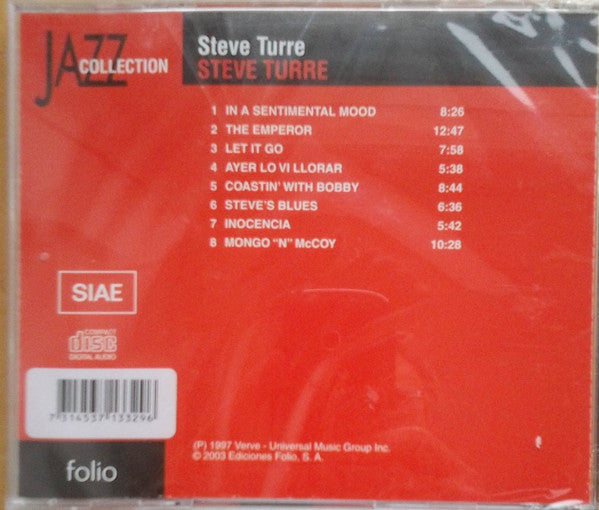 JAZZ
COLLECTION
Steve Turre
STEVE TURRE
1 IN A SENTIMENTAL MOOD 8:26
2 THE EMPEROR 12:47
3 LET IT GO 7:58
4 AYER LO VI LLORAR 5:38
5 COASTIN' WITH BOBBY 8:44
6 STEVE'S BLUES 6:36
7 INOCENCIA 5:42
8 MONGO "N" McCOY 10:28
SIAE
COMPACT
disc
DIGITAL AUDIO
7 314537 133296
(P) 1997 Verve - Universal Music Group Inc.
© 2003 Ediciones Folio, S. A.
folio